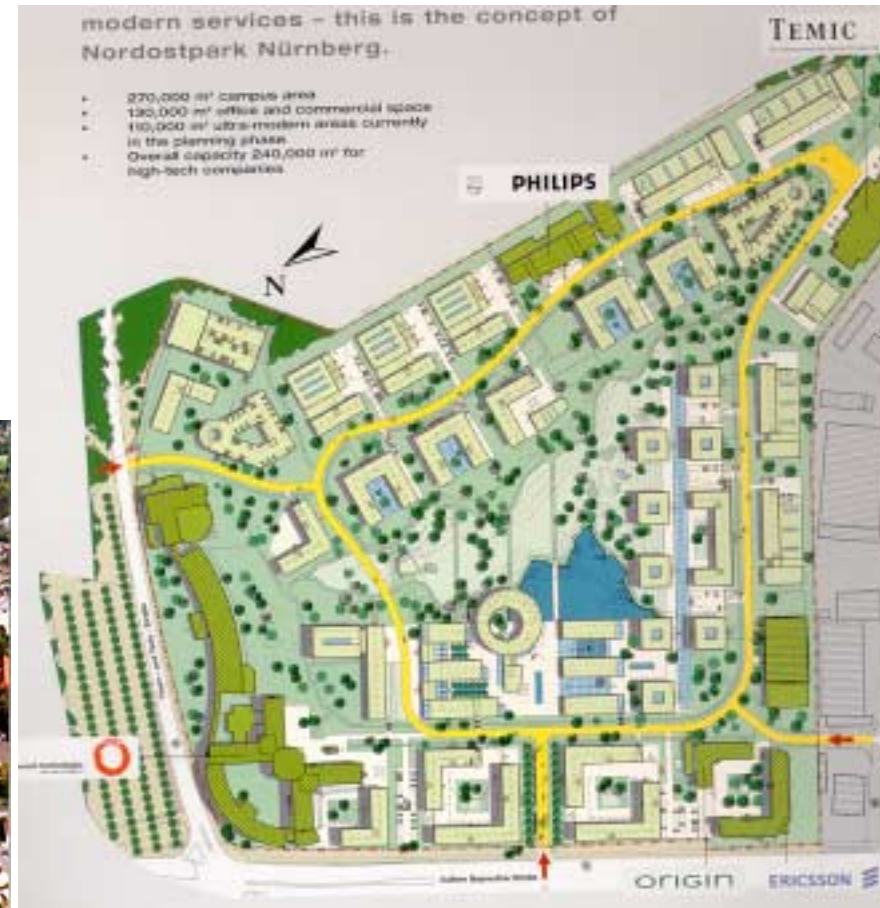 modern services – this is the concept of
Nordostpark Nürnberg.
TEMIC
• 270,000 m² campus area
• 130,000 m² office and commercial space
• 110,000 m² ultra-modern areas currently
in the planning phase
• Overall capacity 240,000 m² for
high-tech companies
PHILIPS
N
ORIGIN
ERICSSON